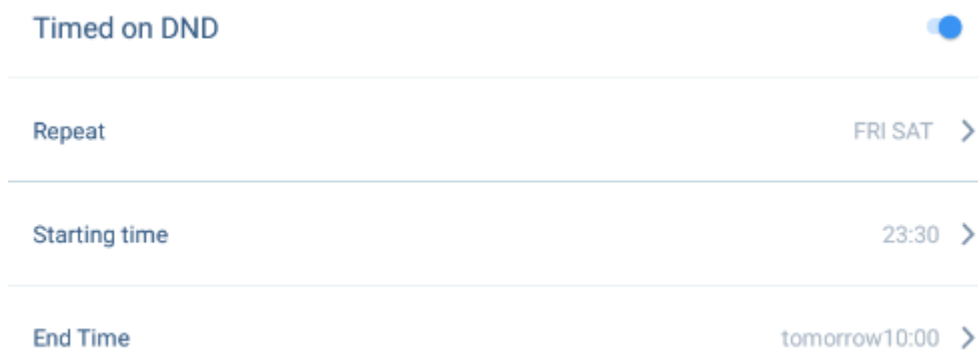 Timed on DND
Repeat FRI SAT
Starting time 23:30
End Time tomorrow10:00